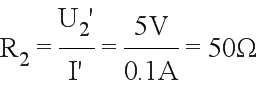 R₂ = U₂'/I' = 5V/0.1A = 50Ω